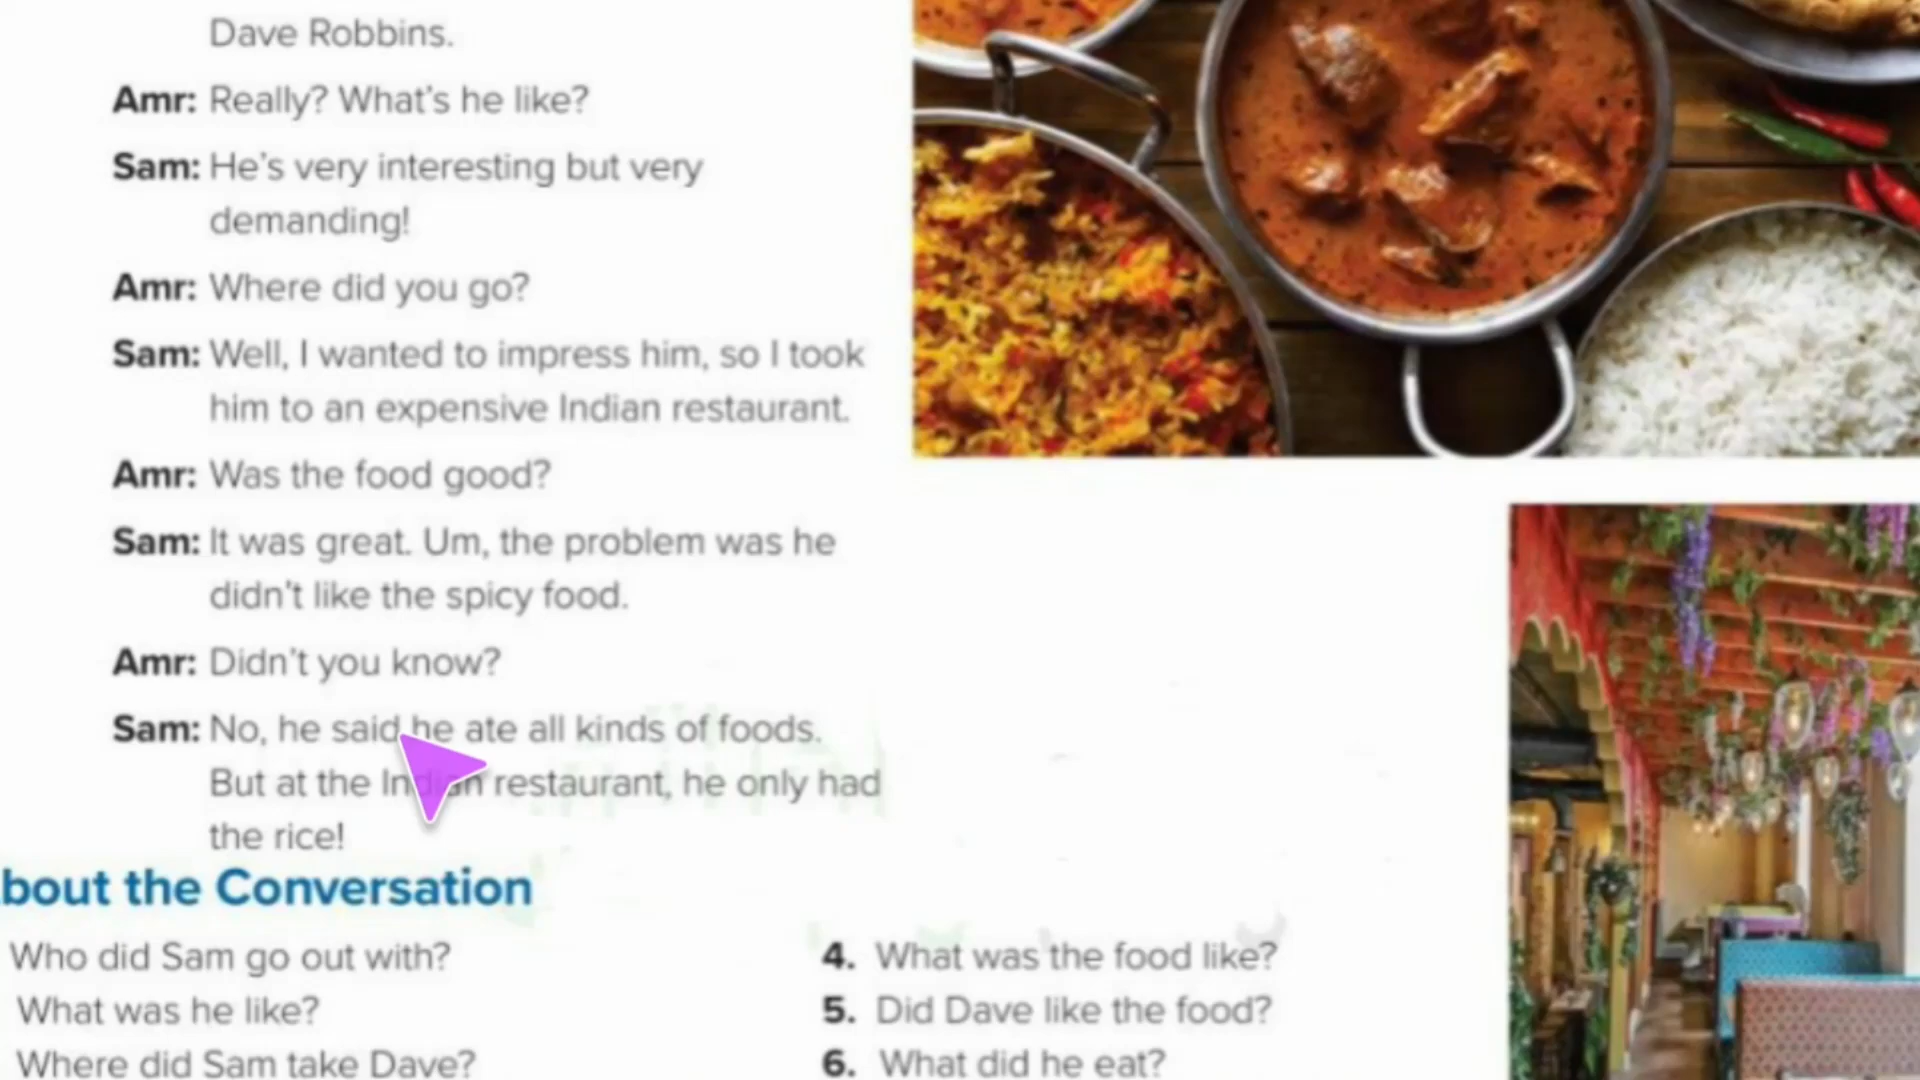 Dave Robbins.
Amr: Really? What's he like?
Sam: He's very interesting but very
demanding!
Amr: Where did you go?
Sam: Well, I wanted to impress him, so I took
him to an expensive Indian restaurant.
Amr: Was the food good?
Sam: It was great. Um, the problem was he
didn't like the spicy food.
Amr: Didn't you know?
Sam: No, he said he ate all kinds of foods.
But at the Indian restaurant, he only had
the rice!
bout the Conversation
Who did Sam go out with?
What was he like?
Where did Sam take Dave?
4. What was the food like?
5. Did Dave like the food?
6. What did he eat?